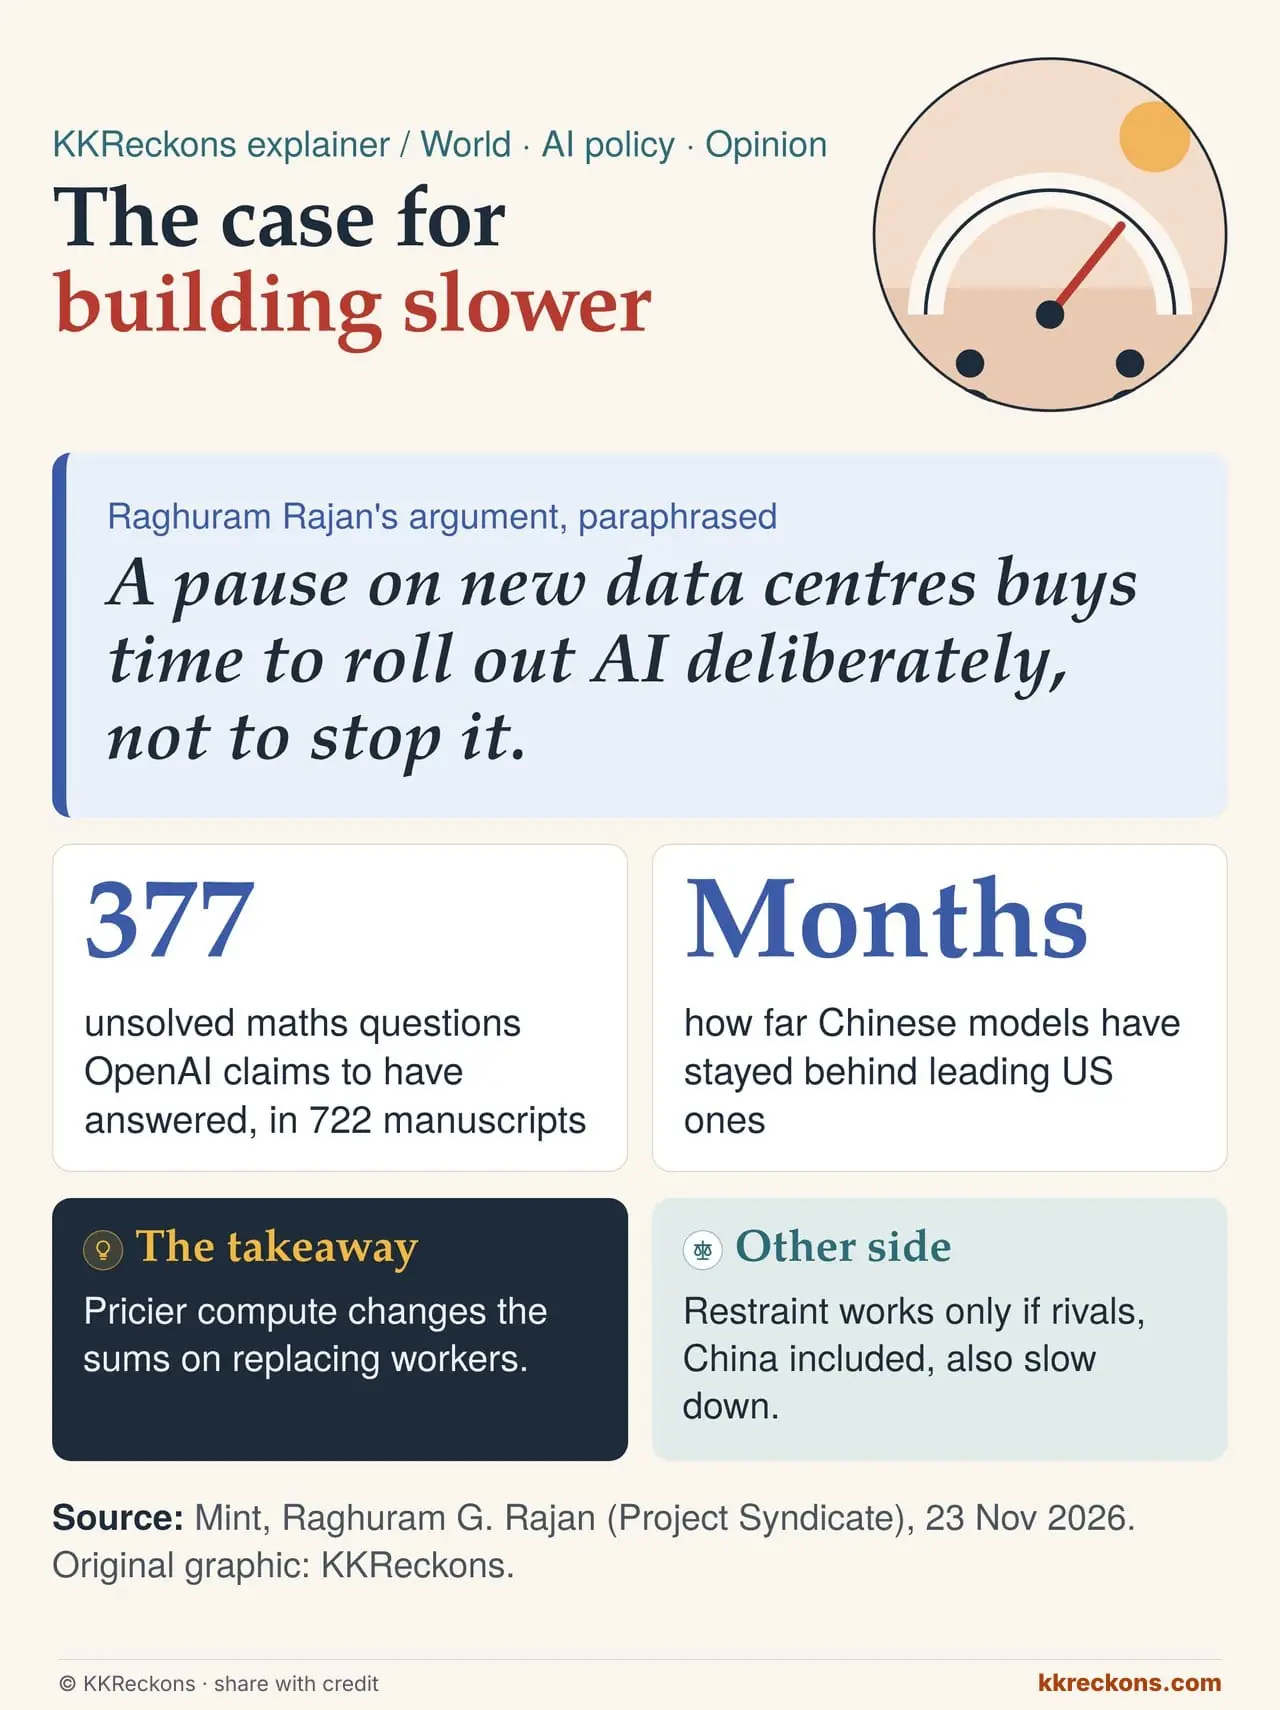 KKReckons explainer / World · AI policy · Opinion
The case for
building slower
Raghuram Rajan's argument, paraphrased
A pause on new data centres buys
time to roll out AI deliberately,
not to stop it.
377
unsolved maths questions
OpenAI claims to have
answered, in 722 manuscripts
Months
how far Chinese models have
stayed behind leading US
ones
The takeaway
Pricier compute changes the
sums on replacing workers.
Other side
Restraint works only if rivals,
China included, also slow
down.
Source: Mint, Raghuram G. Rajan (Project Syndicate), 23 Nov 2026.
Original graphic: KKReckons.
© KKReckons · share with credit
kkreckons.com